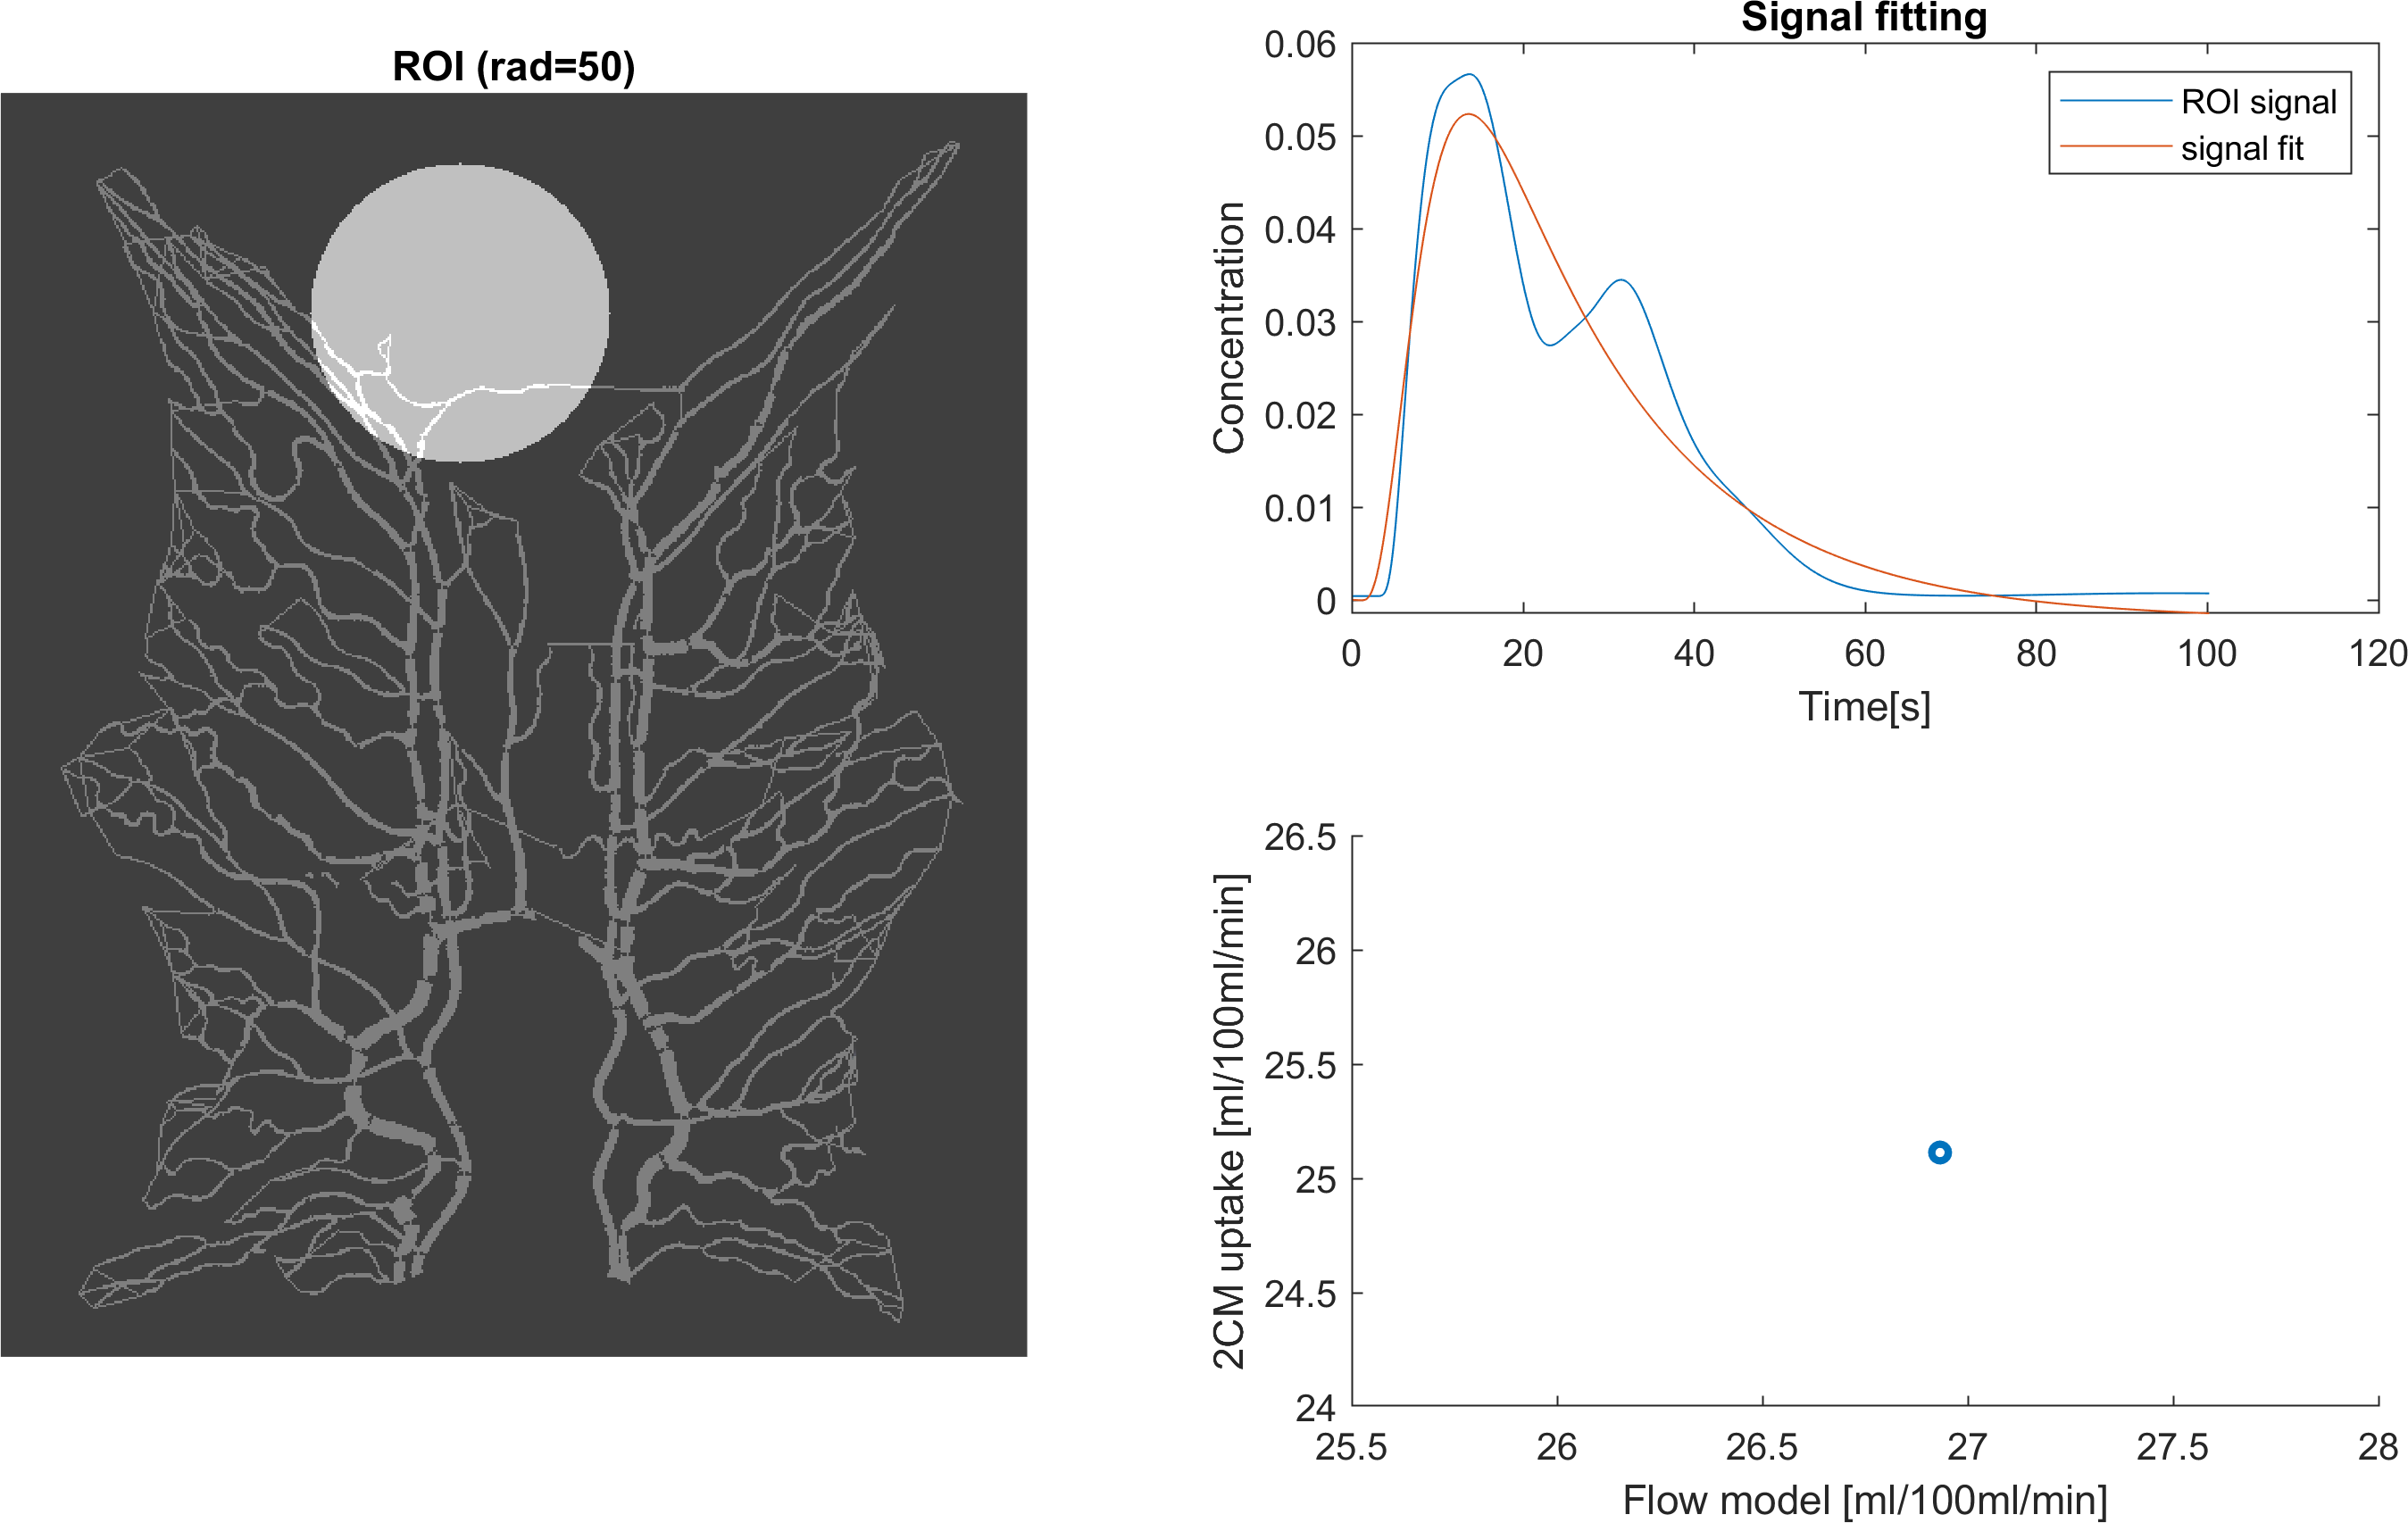 ROI (rad=50)
Signal fitting
0.06
0.05
0.04
0.03
0.02
0.01
0
Concentration
ROI signal
signal fit
0 20 40 60 80 100 120
Time[s]
26.5
26
25.5
25
24.5
24
2CM uptake [ml/100ml/min]
25.5 26 26.5 27 27.5 28
Flow model [ml/100ml/min]